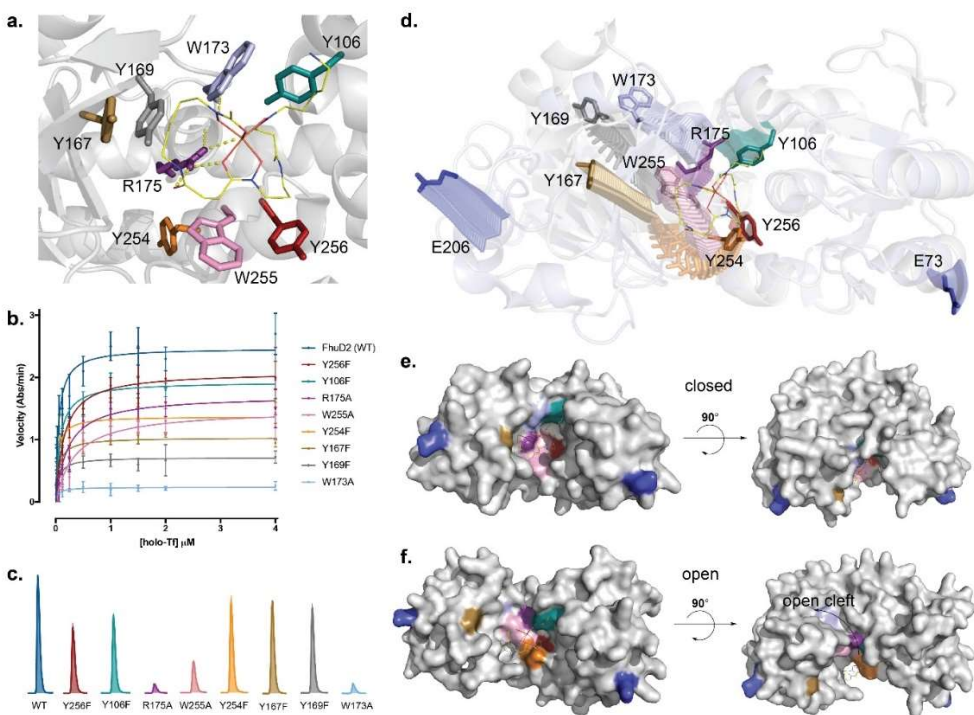 a.
W173
Y106
Y169
Y167
R175
Y254
W255
Y256
b.
3
2
1
0
Velocity (Abs/min)
0
1
2
3
4
[holo-Tf] μM
FhuD2 (WT)
Y256F
Y106F
R175A
W255A
Y254F
Y167F
Y169F
W173A
c.
WT Y256F Y106F R175A W255A Y254F Y167F Y169F W173A
d.
W173
Y169
R175
Y106
W255
Y167
Y256
Y254
E206
E73
e.
closed
90°
f.
open
90°
open cleft